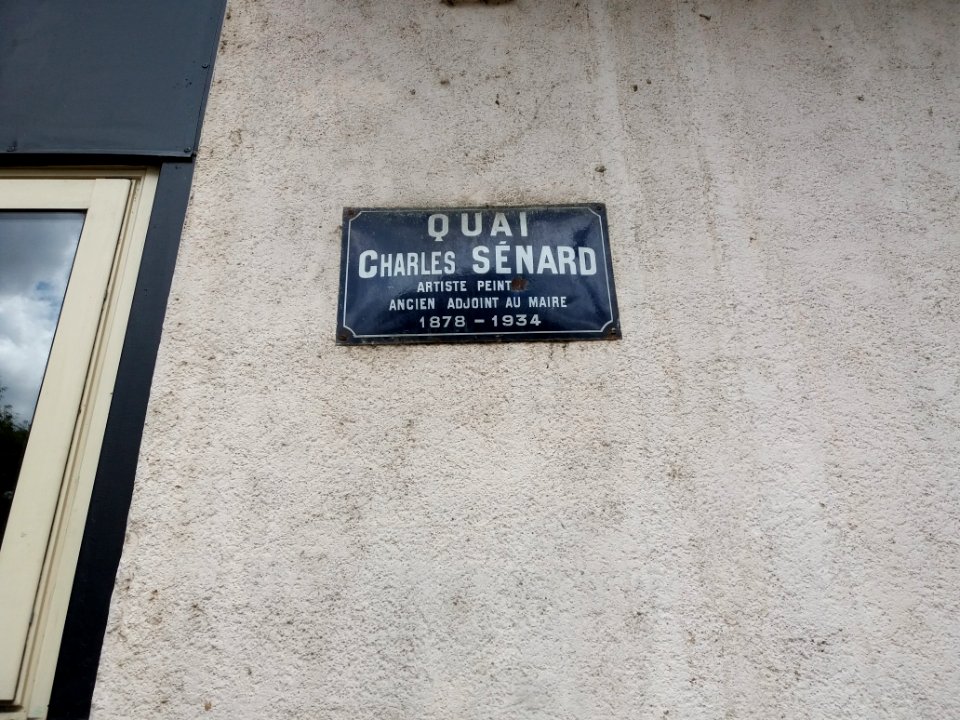 QUAI
CHARLES SÉNARD
ARTISTE PEINT
ANCIEN ADJOINT AU MAIRE
1878 - 1934